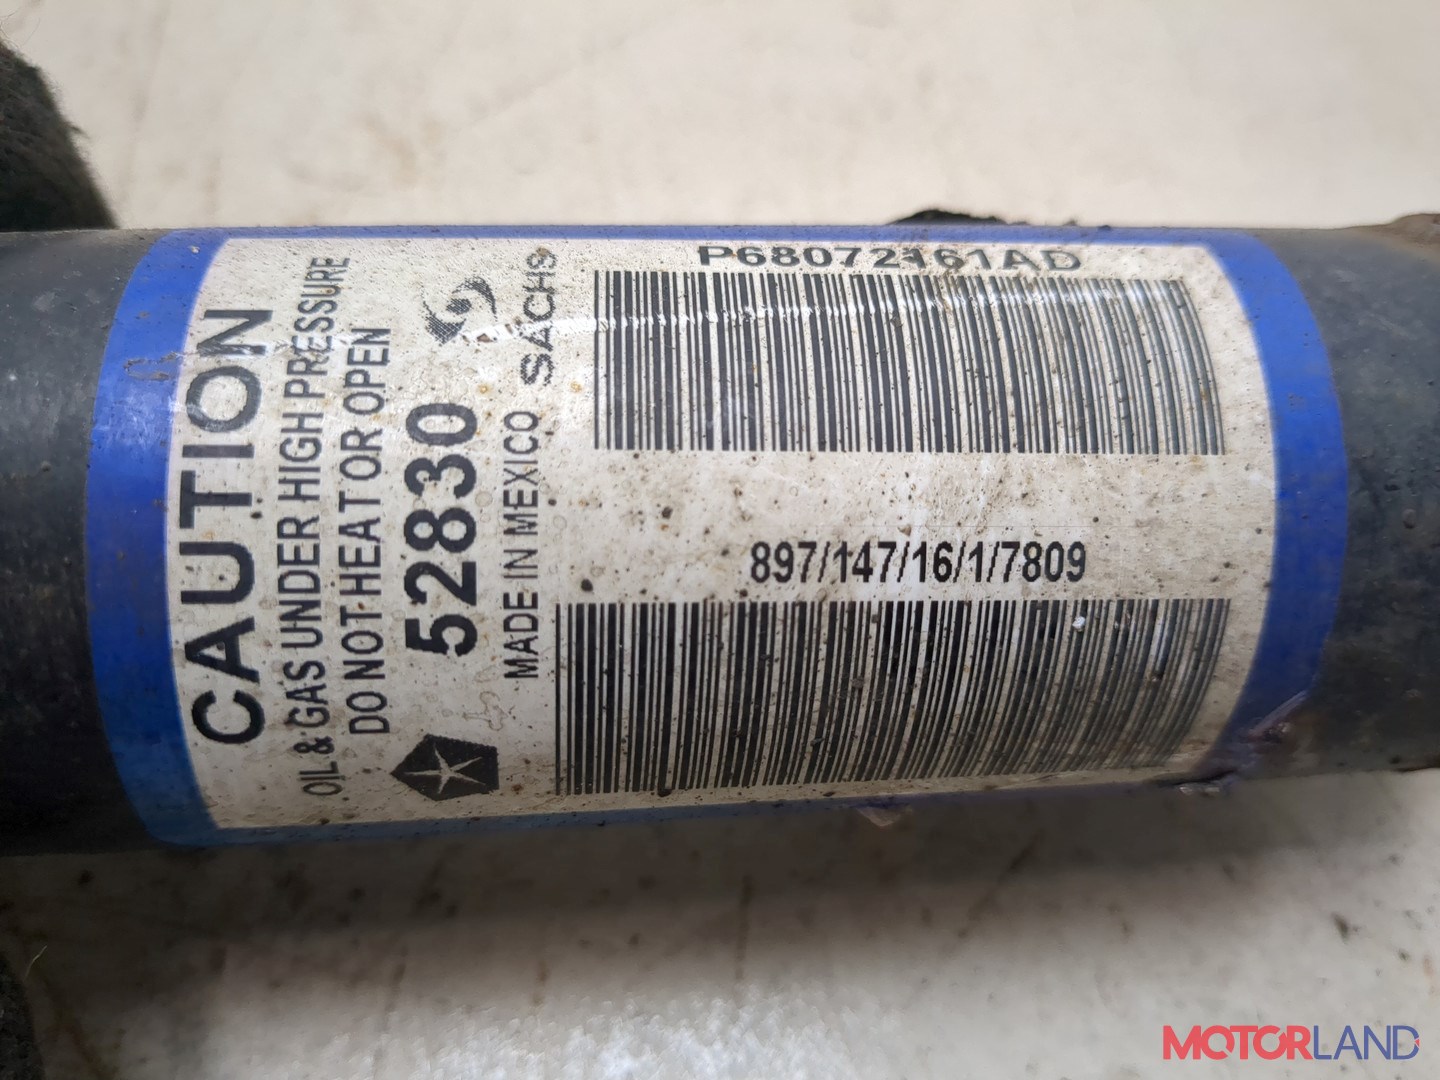 CAUTION
OIL & GAS UNDER HIGH PRESSURE
DO NOT HEAT OR OPEN
52830
MADE IN MEXICO
SACHS
P68072161AD
897/147/16/1/7809
MOTORLAND